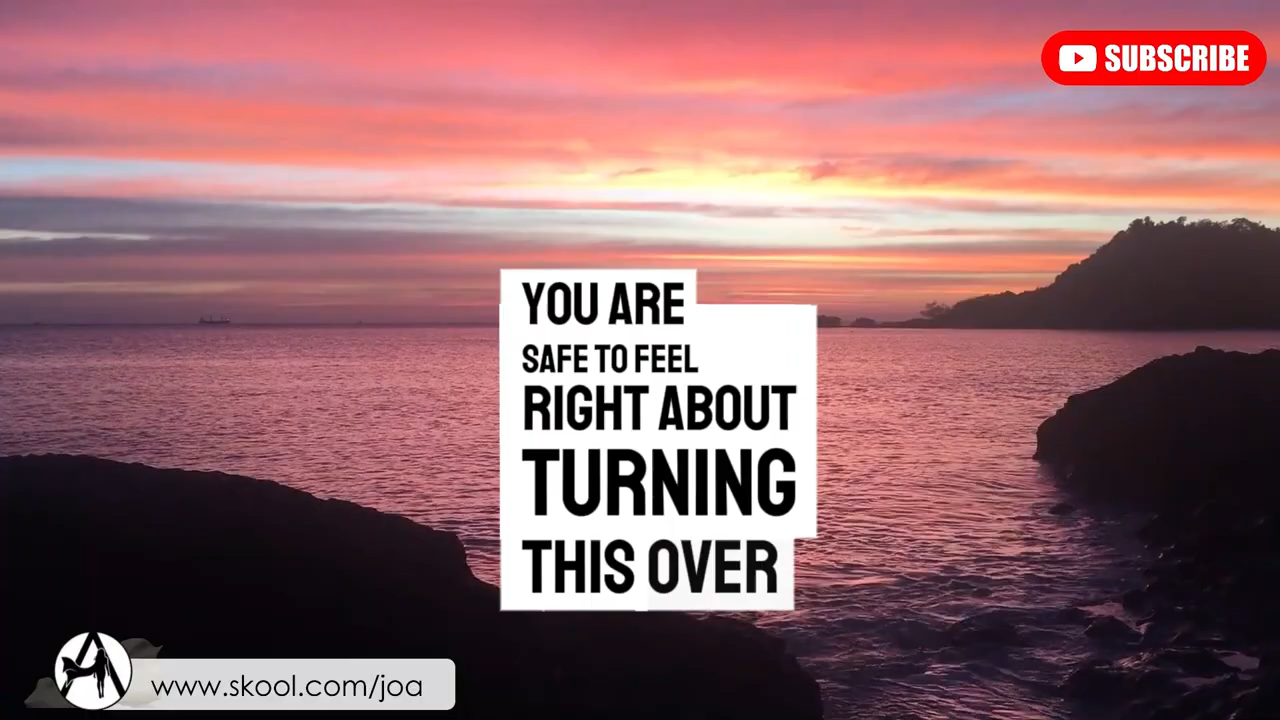 SUBSCRIBE
YOU ARE
SAFE TO FEEL
RIGHT ABOUT
TURNING
THIS OVER
www.skool.com/joa